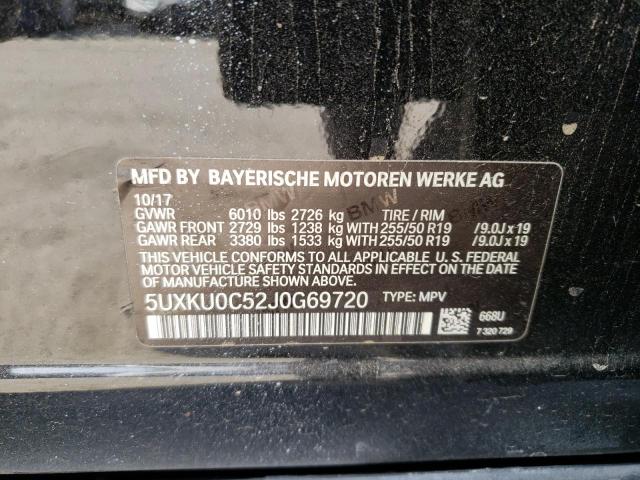 MFD BY BAYERISCHE MOTOREN WERKE AG
10/17
GVWR 6010 lbs 2726 kg TIRE / RIM
GAWR FRONT 2729 lbs 1238 kg WITH 255/50 R19 /9.0J x 19
GAWR REAR 3380 lbs 1533 kg WITH 255/50 R19 /9.0J x 19
THIS VEHICLE CONFORMS TO ALL APPLICABLE U. S. FEDERAL
MOTOR VEHICLE SAFETY STANDARDS IN EFFECT ON THE DATE
OF MANUFACTURE SHOWN ABOVE.
5UXKU0C52J0G69720 TYPE: MPV
668U
7 320 729